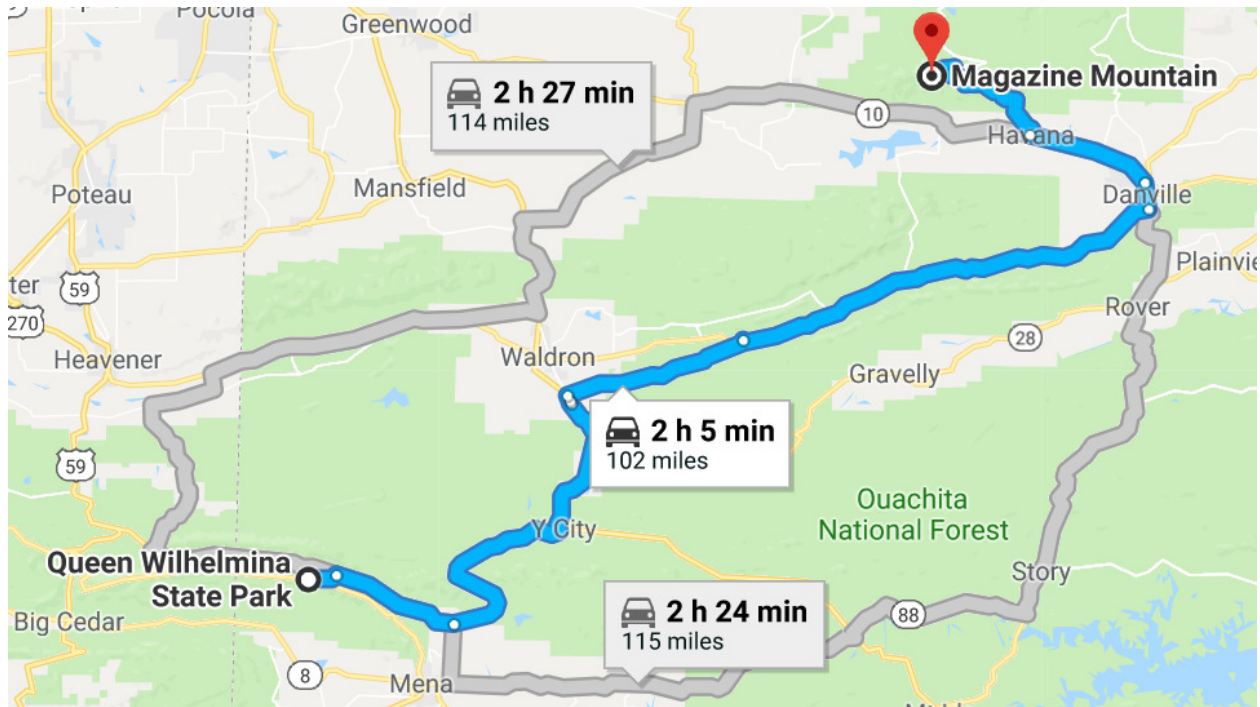 Pocola
Greenwood
Magazine Mountain
2 h 27 min
114 miles
10
Havana
Mansfield
Poteau
Danville
Plainvie
ter
59
270
Rover
28
Heavener
Waldron
Gravelly
2 h 5 min
102 miles
59
Ouachita
National Forest
Y City
Queen Wilhelmina
State Park
Story
2 h 24 min
115 miles
88
Big Cedar
8
Mena